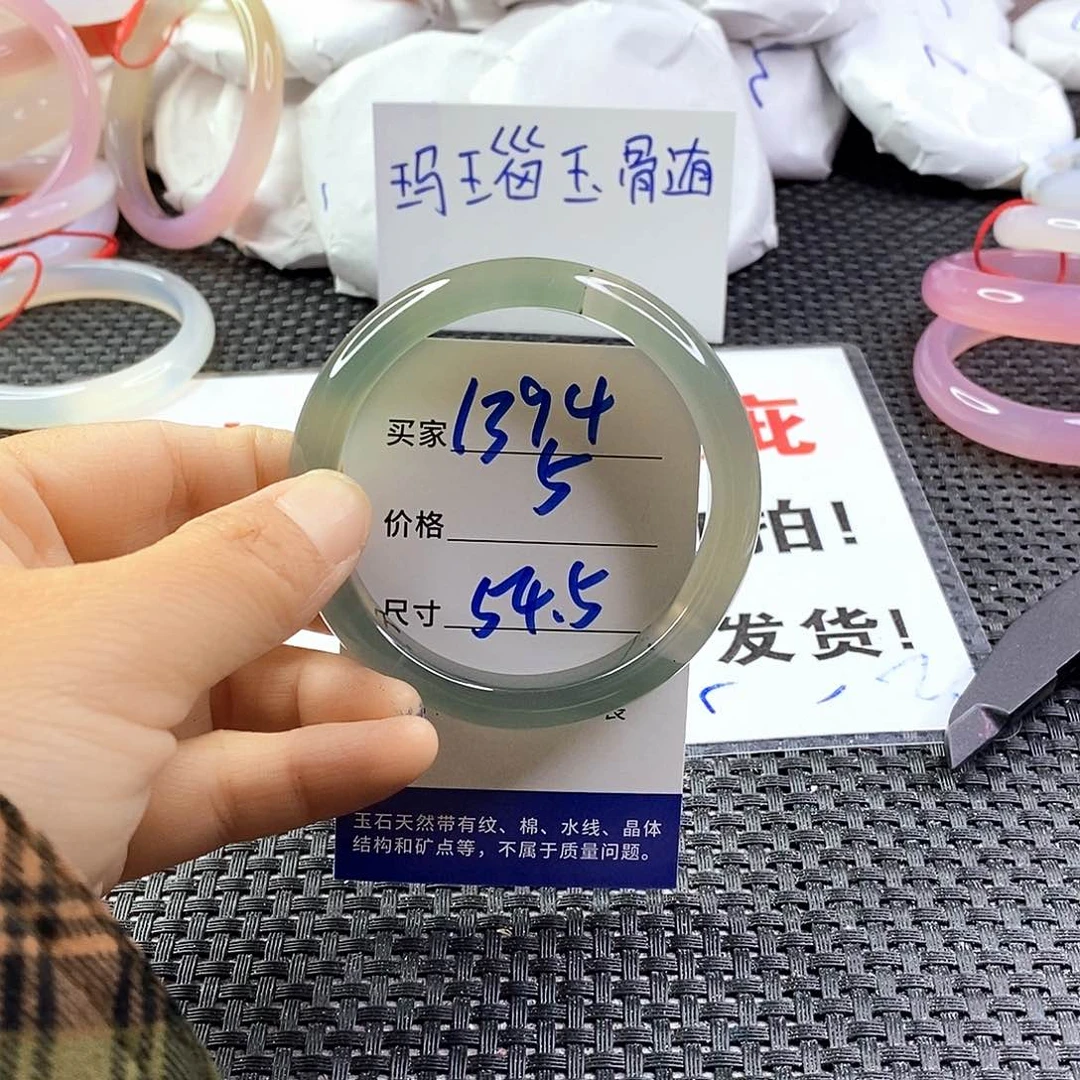 玛瑙玉骨髓
买家 1394
5
价格
尺寸 54.5
疵
拍！
发货！
玉石天然带有纹、棉、水线、晶体
结构和矿点等，不属于质量问题。